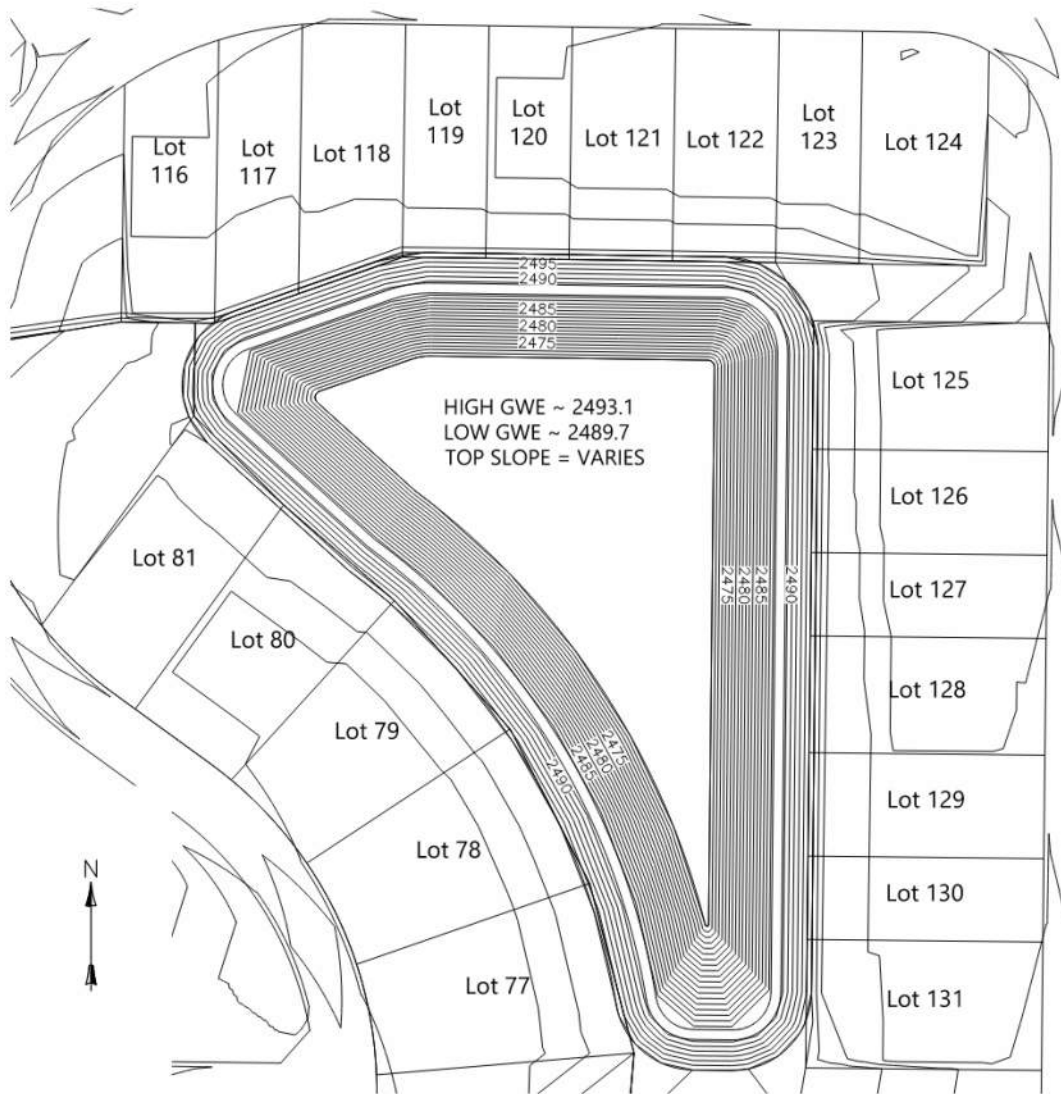 Lot
116
Lot
117
Lot 118
Lot
119
Lot
120
Lot 121
Lot 122
Lot
123
Lot 124
2495
2490
2485
2480
2475
HIGH GWE ~ 2493.1
LOW GWE ~ 2489.7
TOP SLOPE = VARIES
Lot 125
Lot 126
Lot 127
Lot 128
Lot 129
Lot 130
Lot 131
2475
2480
2485
2490
Lot 81
Lot 80
Lot 79
Lot 78
Lot 77
2475
2480
2485
2490
N